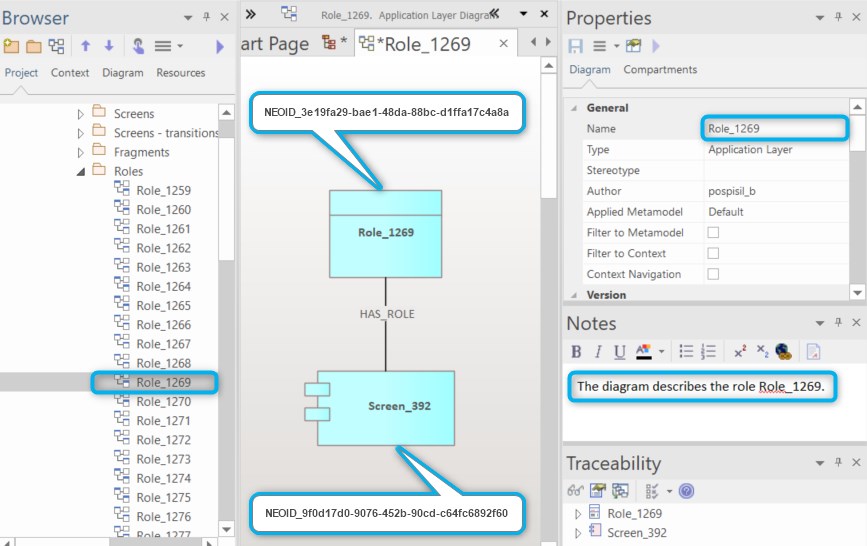 Browser
Project Context Diagram Resources
Screens
Screens - transitions
Fragments
Roles
Role_1259
Role_1260
Role_1261
Role_1262
Role_1263
Role_1264
Role_1265
Role_1266
Role_1267
Role_1268
Role_1269
Role_1270
Role_1271
Role_1272
Role_1273
Role_1274
Role_1275
Role_1276
Role_1277
Role_1269. Application Layer Diagra
art Page * *Role_1269
NEOID_3e19fa29-bae1-48da-88bc-d1ffa17c4a8a
Role_1269
HAS_ROLE
Screen_392
NEOID_9f0d17d0-9076-452b-90cd-c64fc6892f60
Properties
Diagram Compartments
General
Name Role_1269
Type Application Layer
Stereotype
Author pospisil_b
Applied Metamodel Default
Filter to Metamodel
Filter to Context
Context Navigation
Version
Notes
B I U A x² x₂
The diagram describes the role Role_1269.
Traceability
Role_1269
Screen_392